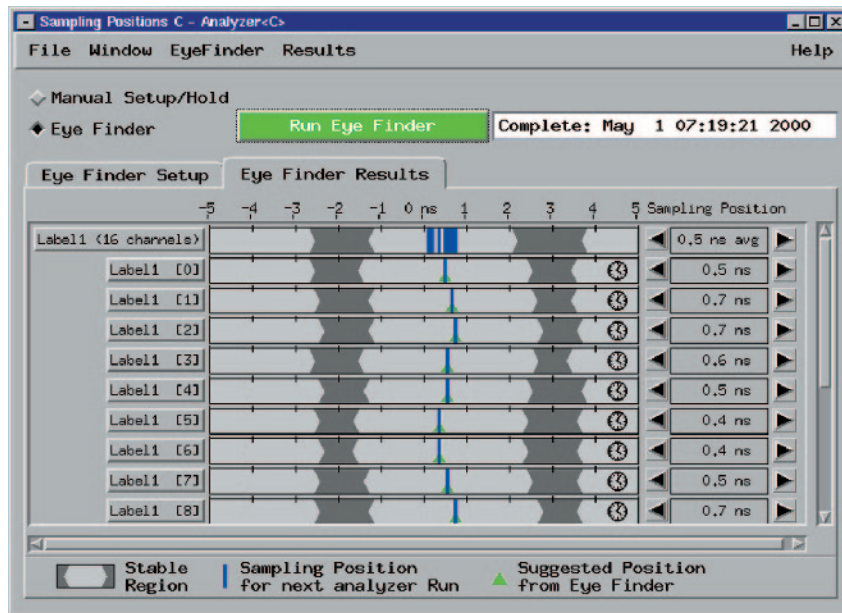 Sampling Positions C - Analyzer<C>
File Window EyeFinder Results Help
Manual Setup/Hold
Eye Finder Run Eye Finder Complete: May 1 07:19:21 2000
Eye Finder Setup Eye Finder Results
-5 -4 -3 -2 -1 0 ns 1 2 3 4 5 Sampling Position
Label1 (16 channels) 0.5 ns avg
Label1 [0] 0.5 ns
Label1 [1] 0.7 ns
Label1 [2] 0.7 ns
Label1 [3] 0.6 ns
Label1 [4] 0.5 ns
Label1 [5] 0.4 ns
Label1 [6] 0.4 ns
Label1 [7] 0.5 ns
Label1 [8] 0.7 ns
Stable Region
Sampling Position for next analyzer Run
Suggested Position from Eye Finder